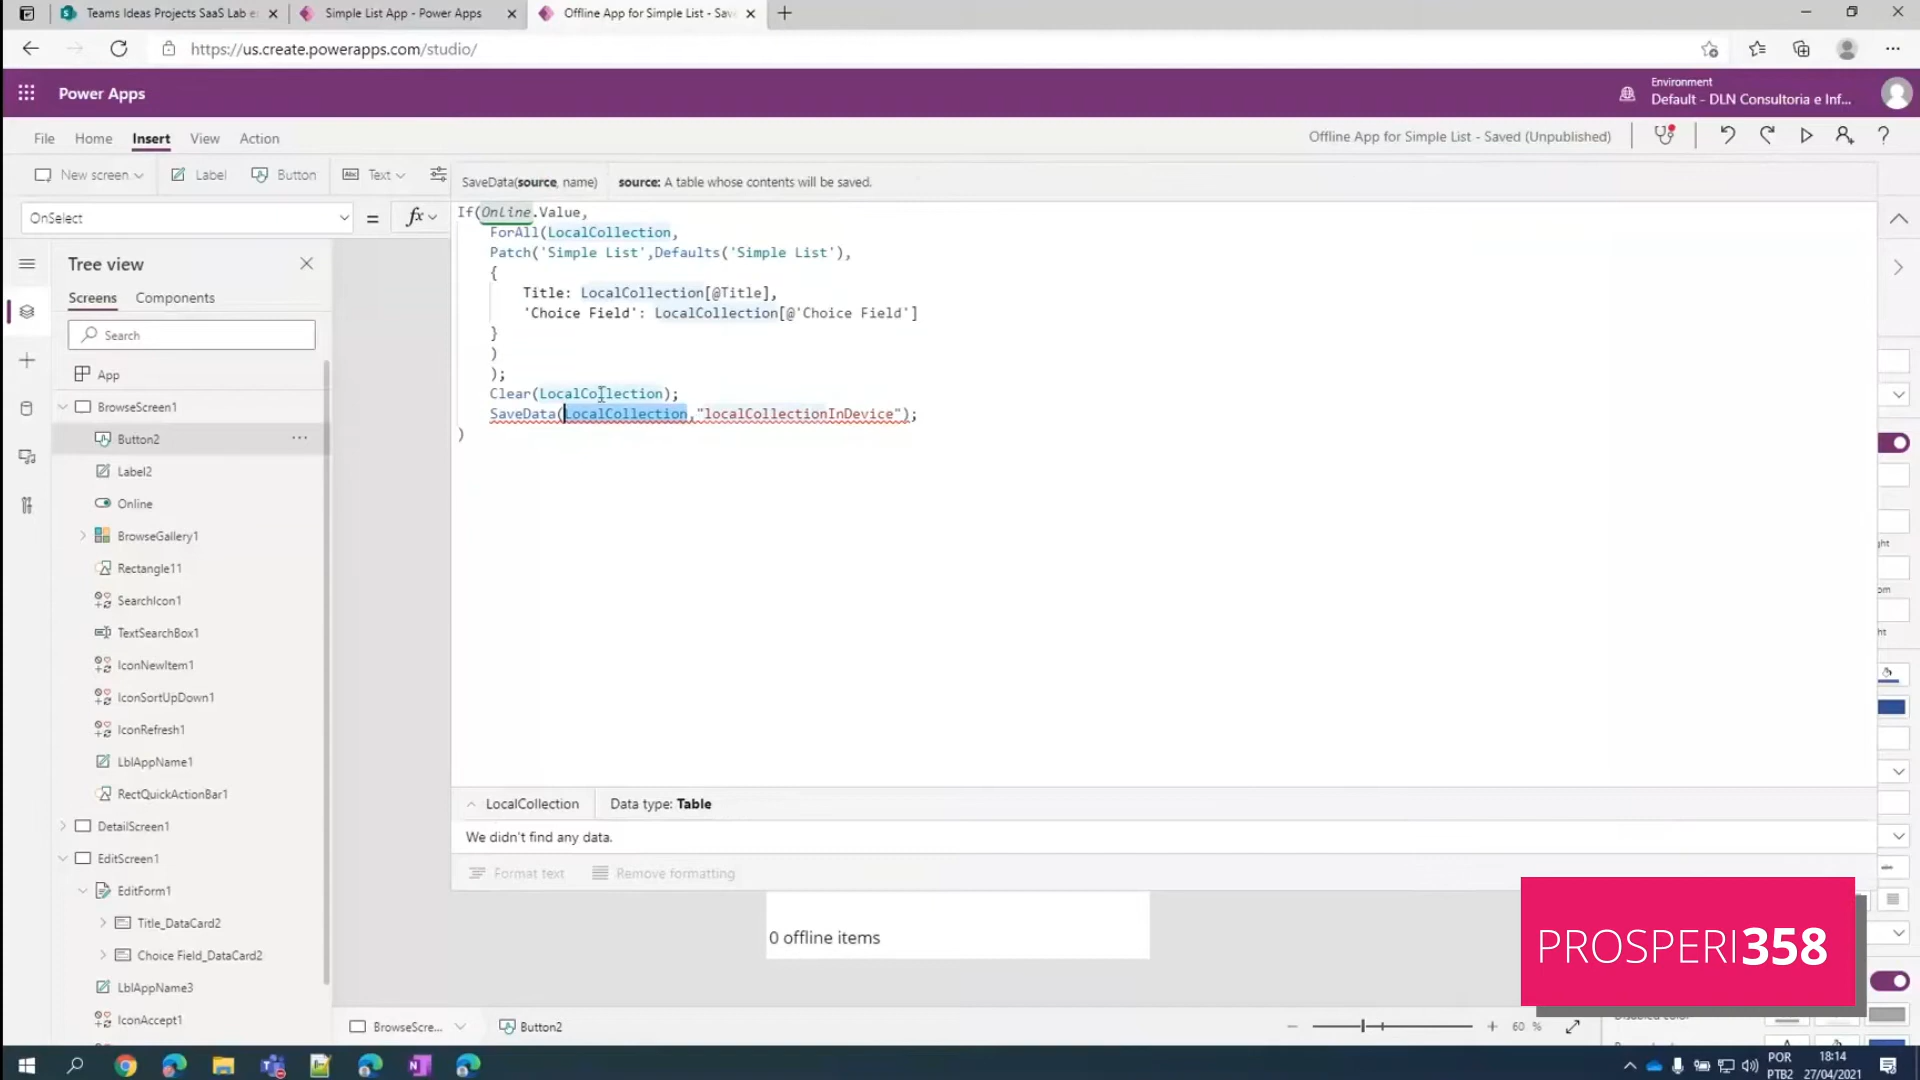 Teams Ideas Projects SaaS Lab e
Simple List App - Power Apps
Offline App for Simple List - Sav
https://us.create.powerapps.com/studio/
Power Apps
Environment
Default - DLN Consultoria e Inf...
File Home Insert View Action
Offline App for Simple List - Saved (Unpublished)
New screen Label Button Text
SaveData(source, name) source: A table whose contents will be saved.
OnSelect = fx
If(Online.Value,
ForAll(LocalCollection,
Patch('Simple List',Defaults('Simple List'),
{
Title: LocalCollection[@Title],
'Choice Field': LocalCollection[@'Choice Field']
}
)
);
Clear(LocalCollection);
SaveData(LocalCollection,"localCollectionInDevice");
)
Tree view
Screens Components
Search
App
BrowseScreen1
Button2 ...
Label2
Online
BrowseGallery1
Rectangle11
SearchIcon1
TextSearchBox1
IconNewItem1
IconSortUpDown1
IconRefresh1
LblAppName1
RectQuickActionBar1
DetailScreen1
EditScreen1
EditForm1
Title_DataCard2
Choice Field_DataCard2
LblAppName3
IconAccept1
LocalCollection Data type: Table
We didn't find any data.
Format text Remove formatting
0 offline items
PROSPERI358
BrowseScre... Button2
60 %
POR
PTB2
18:14
27/04/2021